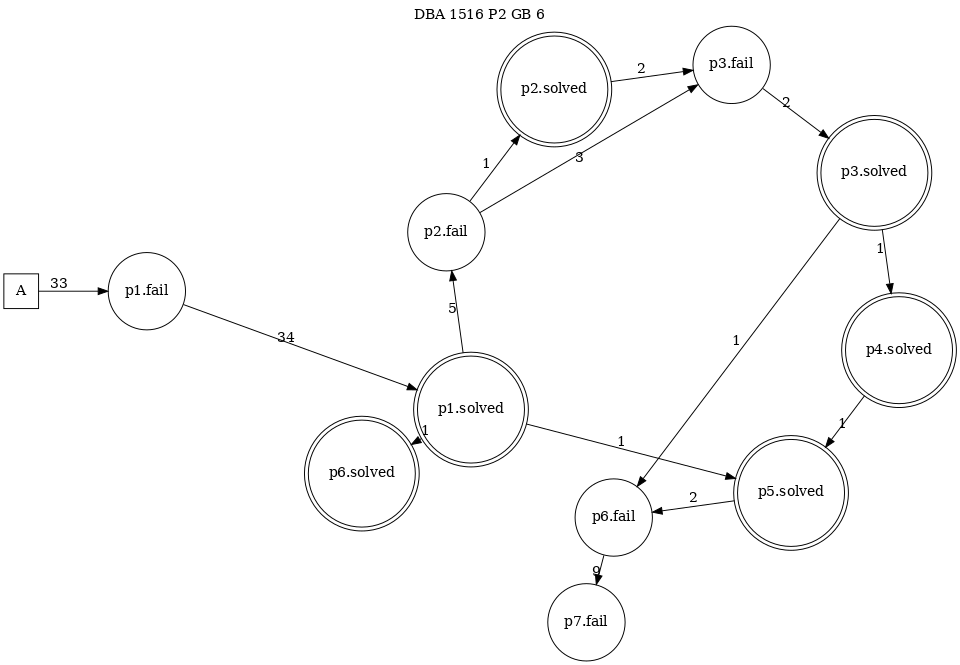 DBA 1516 P2 GB 6
p3.fail
2
p2.solved
2
1
3
p3.solved
p2.fail
1
A
33
p1.fail
5
34
1
p4.solved
p1.solved
1
1
1
p6.solved
p5.solved
2
p6.fail
9
p7.fail